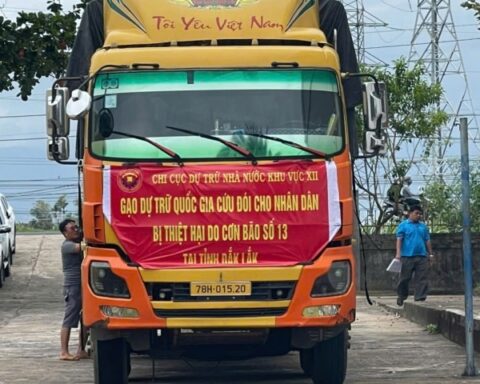 Tôi Yêu Việt Nam
CHI CỤC DỰ TRỮ NHÀ NƯỚC KHU VỰC XII
GẠO DỰ TRỮ QUỐC GIA CỨU ĐÓI CHO NHÂN DÂN
BỊ THIỆT HẠI DO CƠN BÃO SỐ 13
TẠI TỈNH ĐẮK LẮK
78H-015.20